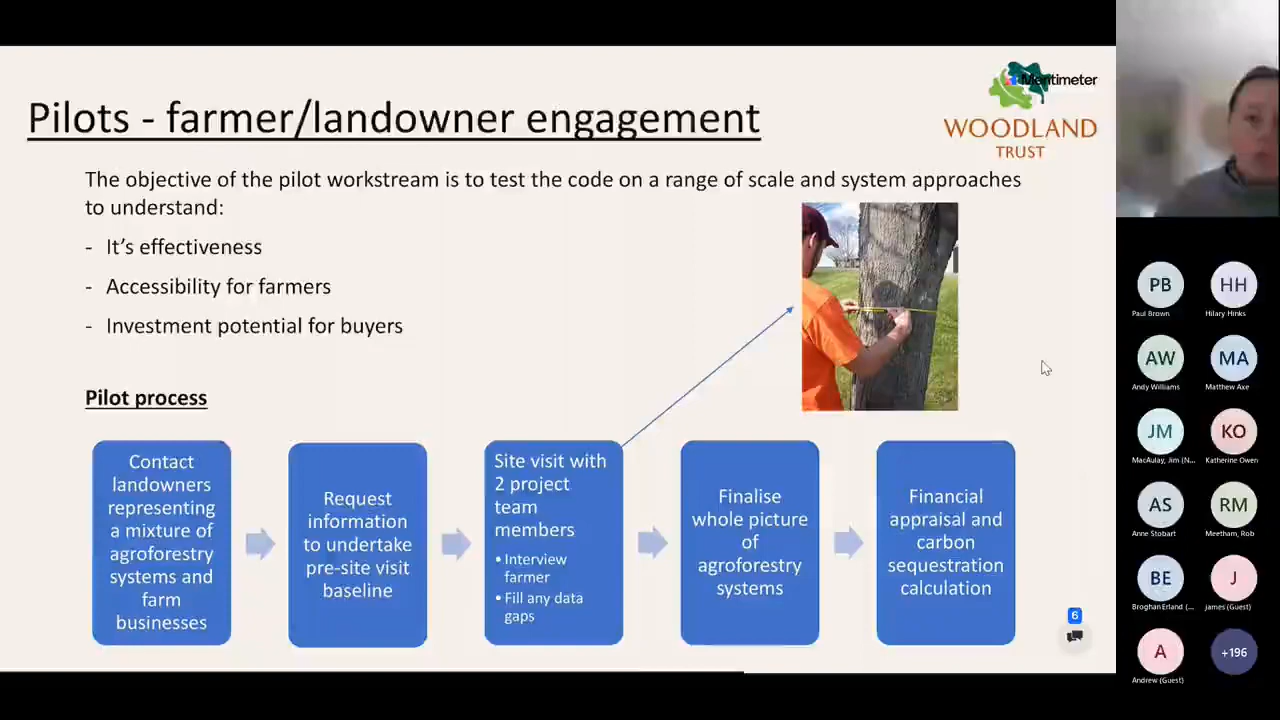 Mentimeter
WOODLAND
TRUST
Pilots - farmer/landowner engagement
The objective of the pilot workstream is to test the code on a range of scale and system approaches
to understand:
- It's effectiveness
- Accessibility for farmers
- Investment potential for buyers
Pilot process
Contact
landowners
representing
a mixture of
agroforestry
systems and
farm
businesses
Request
information
to undertake
pre-site visit
baseline
Site visit with
2 project
team
members
• Interview
farmer
• Fill any data
gaps
Finalise
whole picture
of
agroforestry
systems
Financial
appraisal and
carbon
sequestration
calculation
6
PB
Paul Brown
HH
Hilary Hinks
AW
Andy Williams
MA
Matthew Axe
JM
MacAulay, Jim (N...
KO
Katherine Owen
AS
Anne Stobart
RM
Meetham, Rob
BE
Broghan Erland (...
J
james (Guest)
A
Andrew (Guest)
+196